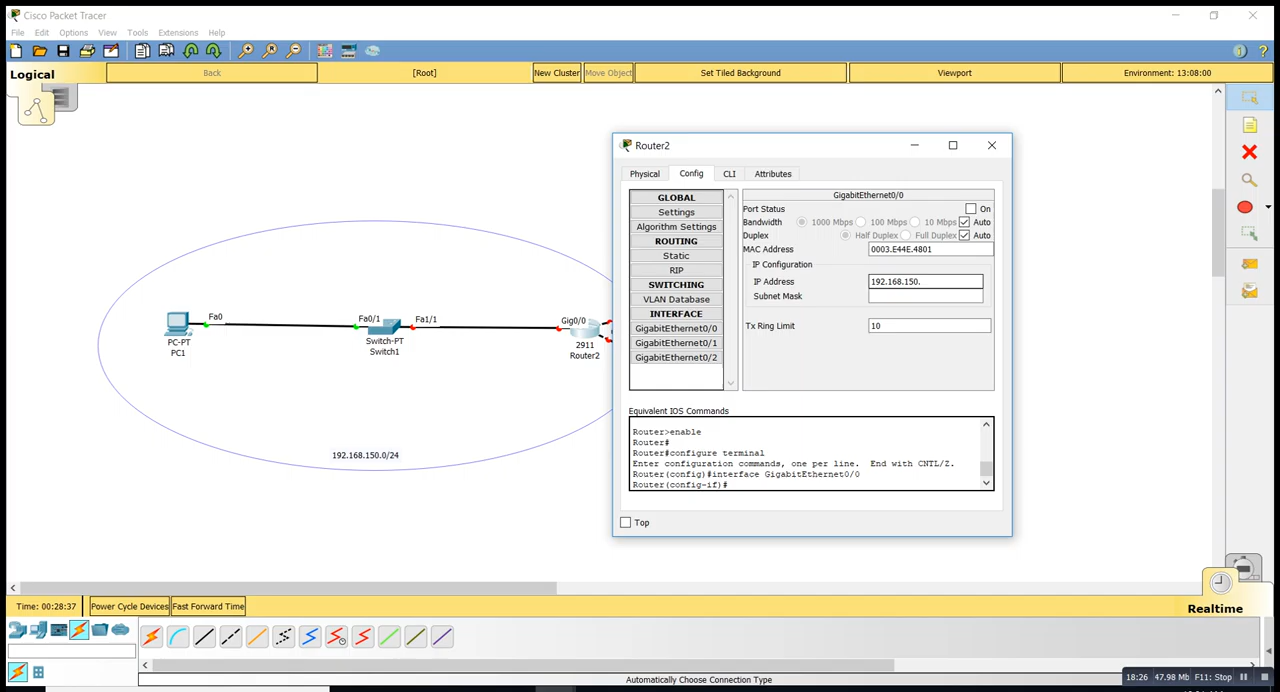 Cisco Packet Tracer
File Edit Options View Tools Extensions Help
Logical Back [Root] New Cluster Move Object Set Tiled Background Viewport Environment: 13:08:00
Router2
Physical Config CLI Attributes
GLOBAL
Settings
Algorithm Settings
ROUTING
Static
RIP
SWITCHING
VLAN Database
INTERFACE
GigabitEthernet0/0
GigabitEthernet0/1
GigabitEthernet0/2
GigabitEthernet0/0
Port Status On
Bandwidth 1000 Mbps 100 Mbps 10 Mbps Auto
Duplex Half Duplex Full Duplex Auto
MAC Address 0003.E44E.4801
IP Configuration
IP Address 192.168.150.
Subnet Mask
Tx Ring Limit 10
Equivalent IOS Commands
Router>enable
Router#
Router#configure terminal
Enter configuration commands, one per line. End with CNTL/Z.
Router(config)#interface GigabitEthernet0/0
Router(config-if)#
Top
Fa0 Fa0/1 Fa1/1 Gig0/0
PC-PT
PC1
Switch-PT
Switch1
2911
Router2
192.168.150.0/24
Time: 00:28:37 Power Cycle Devices Fast Forward Time Realtime
Automatically Choose Connection Type
18:26 47.98 Mb F11: Stop